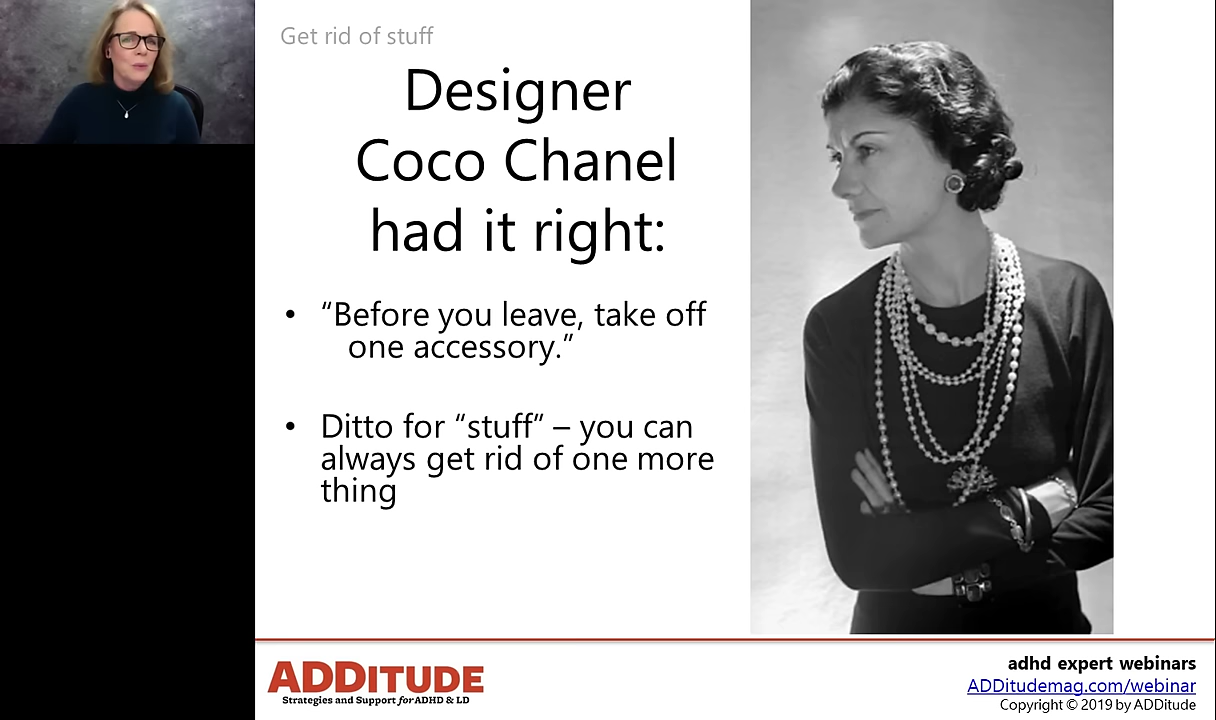 Get rid of stuff
Designer
Coco Chanel
had it right:
• “Before you leave, take off
one accessory.”
• Ditto for “stuff” – you can
always get rid of one more
thing
ADDITUDE
Strategies and Support for ADHD & LD
adhd expert webinars
ADDitudemag.com/webinar
Copyright © 2019 by ADDitude